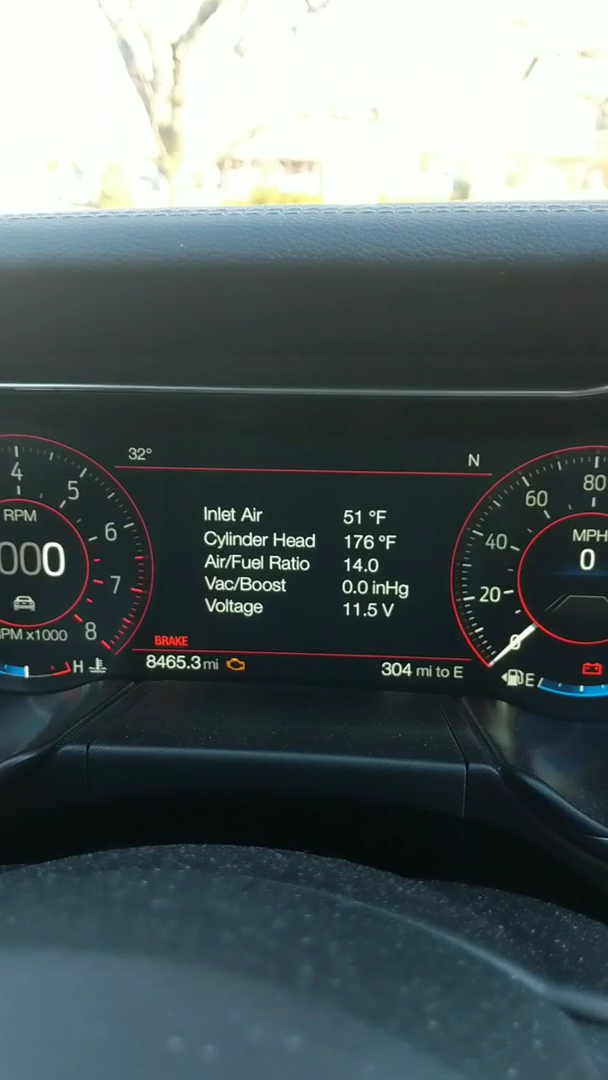 32°
N
4
5
6
7
8
RPM
000
PM x1000
H
Inlet Air 51 °F
Cylinder Head 176 °F
Air/Fuel Ratio 14.0
Vac/Boost 0.0 inHg
Voltage 11.5 V
BRAKE
8465.3 mi
304 mi to E
80
60
40
20
0
MPH
0
E